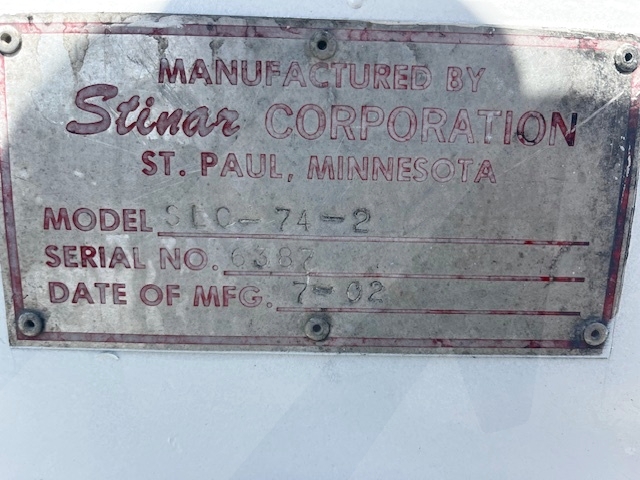 MANUFACTURED BY
Stinar CORPORATION
ST. PAUL, MINNESOTA
MODEL SLC-74-2
SERIAL NO. 6387
DATE OF MFG. 7-02